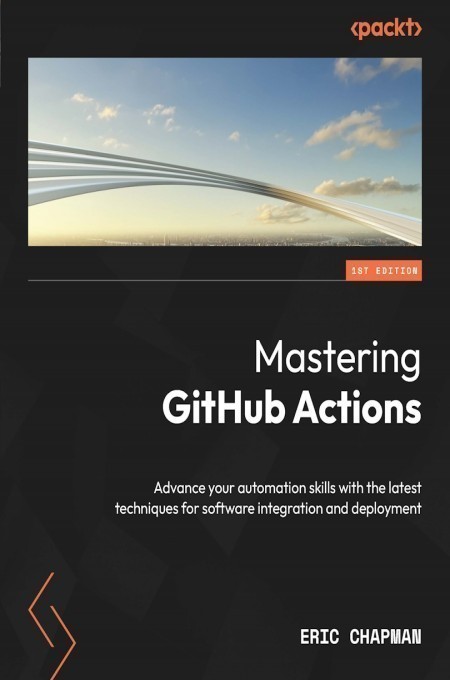 <packt>
1ST EDITION
Mastering
GitHub Actions
Advance your automation skills with the latest
techniques for software integration and deployment
ERIC CHAPMAN